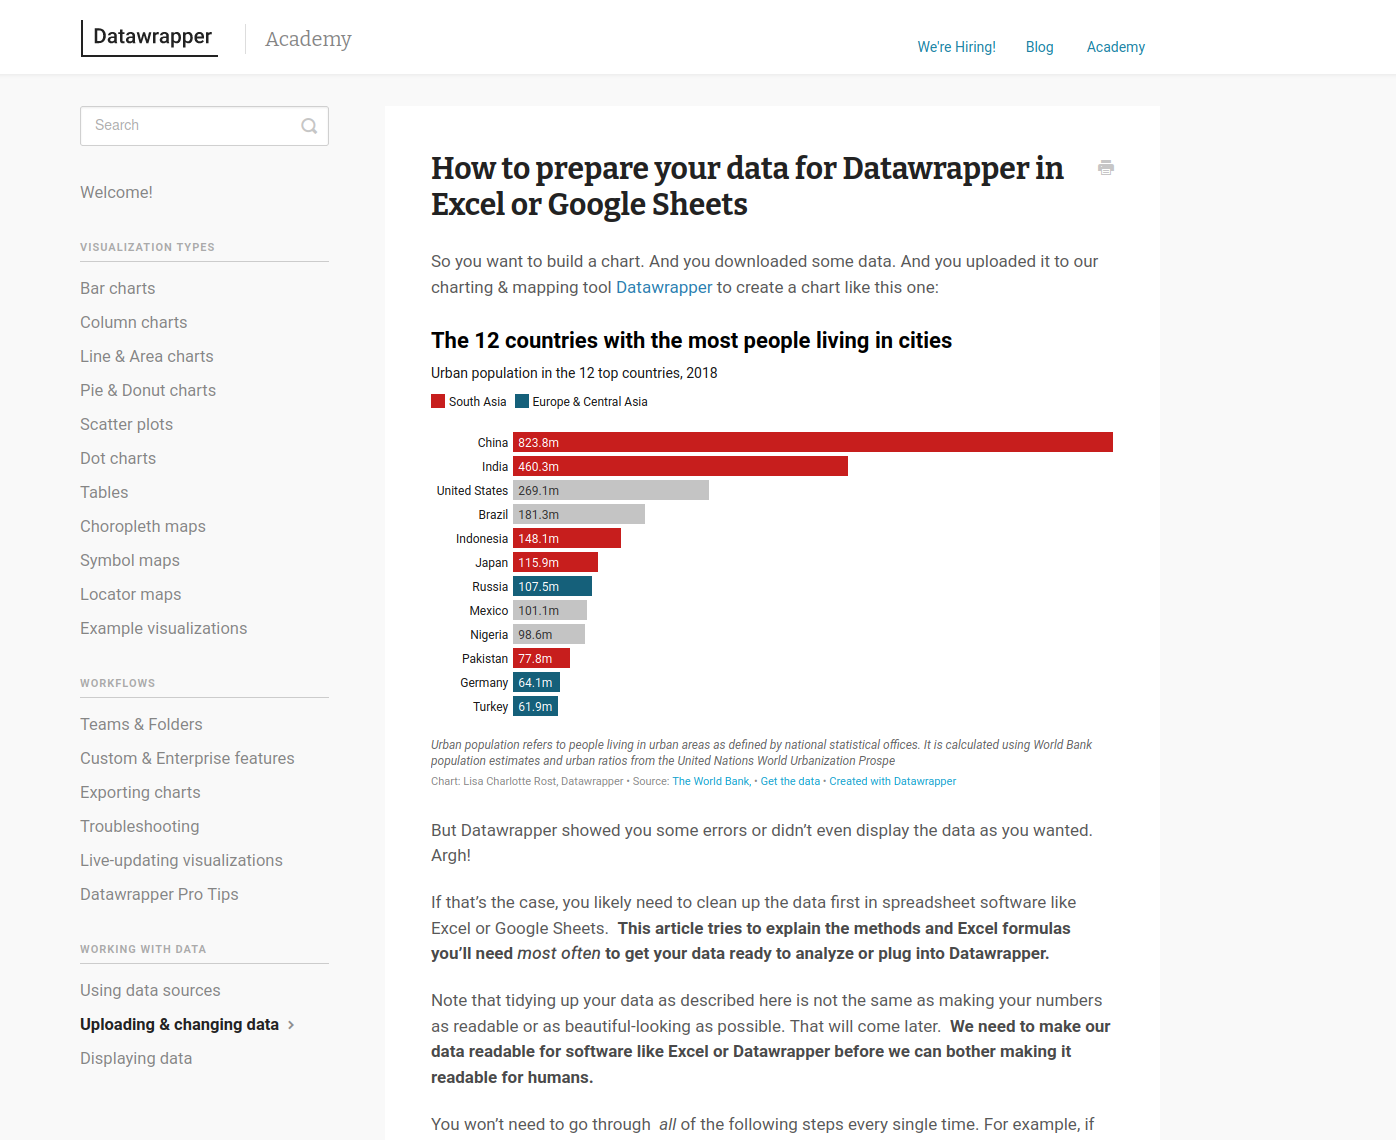 Datawrapper
Academy
We're Hiring!
Blog
Academy
Search
Welcome!
VISUALIZATION TYPES
Bar charts
Column charts
Line & Area charts
Pie & Donut charts
Scatter plots
Dot charts
Tables
Choropleth maps
Symbol maps
Locator maps
Example visualizations
WORKFLOWS
Teams & Folders
Custom & Enterprise features
Exporting charts
Troubleshooting
Live-updating visualizations
Datawrapper Pro Tips
WORKING WITH DATA
Using data sources
Uploading & changing data
Displaying data
How to prepare your data for Datawrapper in
Excel or Google Sheets
So you want to build a chart. And you downloaded some data. And you uploaded it to our
charting & mapping tool Datawrapper to create a chart like this one:
The 12 countries with the most people living in cities
Urban population in the 12 top countries, 2018
South Asia Europe & Central Asia
China 823.8m
India 460.3m
United States 269.1m
Brazil 181.3m
Indonesia 148.1m
Japan 115.9m
Russia 107.5m
Mexico 101.1m
Nigeria 98.6m
Pakistan 77.8m
Germany 64.1m
Turkey 61.9m
Urban population refers to people living in urban areas as defined by national statistical offices. It is calculated using World Bank
population estimates and urban ratios from the United Nations World Urbanization Prospe
Chart: Lisa Charlotte Rost, Datawrapper • Source: The World Bank, • Get the data • Created with Datawrapper
But Datawrapper showed you some errors or didn’t even display the data as you wanted.
Argh!
If that’s the case, you likely need to clean up the data first in spreadsheet software like
Excel or Google Sheets. This article tries to explain the methods and Excel formulas
you’ll need most often to get your data ready to analyze or plug into Datawrapper.
Note that tidying up your data as described here is not the same as making your numbers
as readable or as beautiful-looking as possible. That will come later. We need to make our
data readable for software like Excel or Datawrapper before we can bother making it
readable for humans.
You won’t need to go through all of the following steps every single time. For example, if